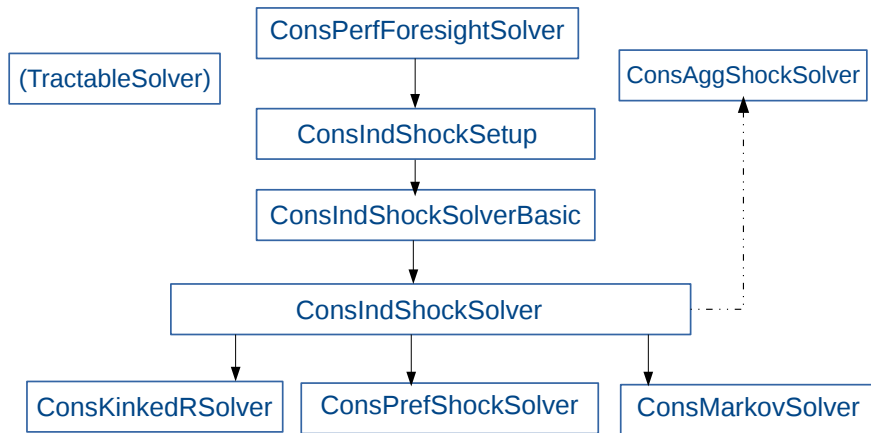 ConsPerfForesightSolver
(TractableSolver)
ConsAggShockSolver
ConsIndShockSetup
ConsIndShockSolverBasic
ConsIndShockSolver
ConsKinkedRSolver
ConsPrefShockSolver
ConsMarkovSolver